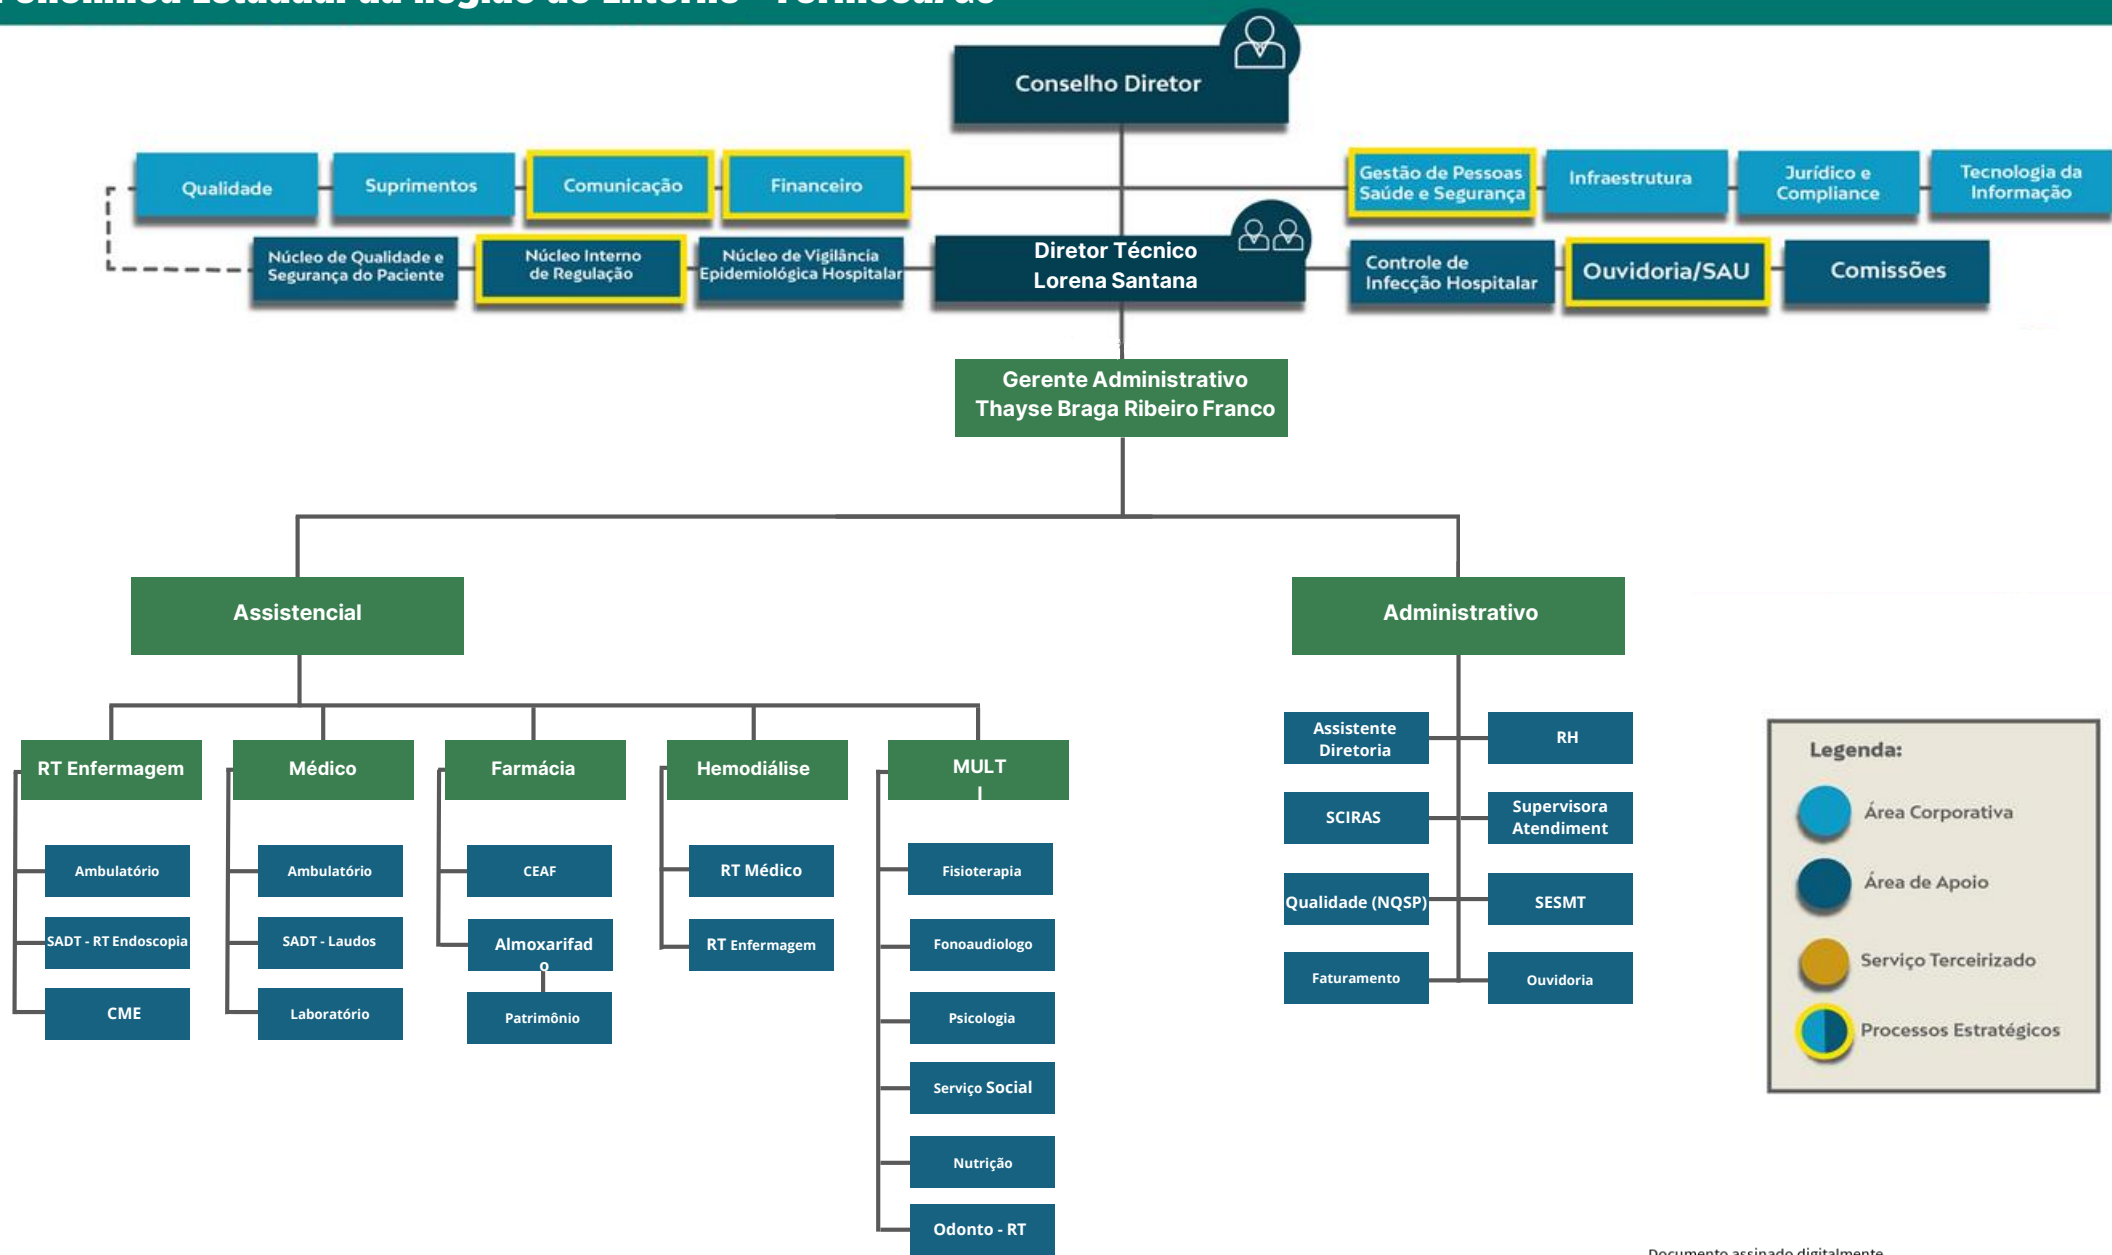 Conselho Diretor
Qualidade
Suprimentos
Comunicação
Financeiro
Gestão de Pessoas
Saúde e Segurança
Infraestrutura
Jurídico e
Compliance
Tecnologia da
Informação
Núcleo de Qualidade e
Segurança do Paciente
Núcleo Interno
de Regulação
Núcleo de Vigilância
Epidemiológica Hospitalar
Diretor Técnico
Lorena Santana
Controle de
Infecção Hospitalar
Ouvidoria/SAU
Comissões
Gerente Administrativo
Thayse Braga Ribeiro Franco
Assistencial
Administrativo
RT Enfermagem
Médico
Farmácia
Hemodiálise
MULT
I
Ambulatório
SADT - RT Endoscopia
CME
Ambulatório
SADT - Laudos
Laboratório
CEAF
Almoxarifad
o
Patrimônio
RT Médico
RT Enfermagem
Fisioterapia
Fonoaudiologo
Psicologia
Serviço Social
Nutrição
Odonto - RT
Assistente
Diretoria
RH
SCIRAS
Supervisora
Atendiment
Qualidade (NQSP)
SESMT
Faturamento
Ouvidoria
Legenda:
Área Corporativa
Área de Apoio
Serviço Terceirizado
Processos Estratégicos
Documento assinado digitalmente